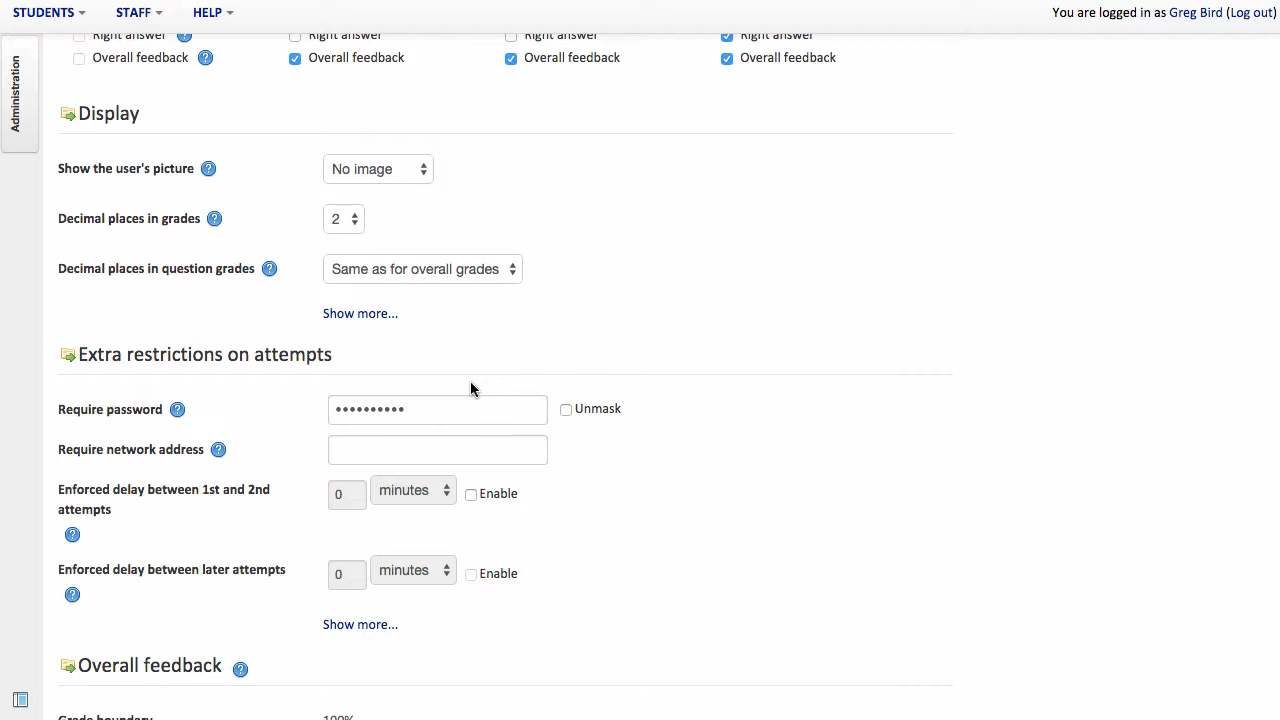 STUDENTS STAFF HELP You are logged in as Greg Bird (Log out)
Administration
Right answer Right answer Right answer Right answer
Overall feedback Overall feedback Overall feedback Overall feedback
Display
Show the user's picture No image
Decimal places in grades 2
Decimal places in question grades Same as for overall grades
Show more...
Extra restrictions on attempts
Require password •••••••••• Unmask
Require network address
Enforced delay between 1st and 2nd
attempts
0 minutes Enable
Enforced delay between later attempts 0 minutes Enable
Show more...
Overall feedback
Grade boundary 100%